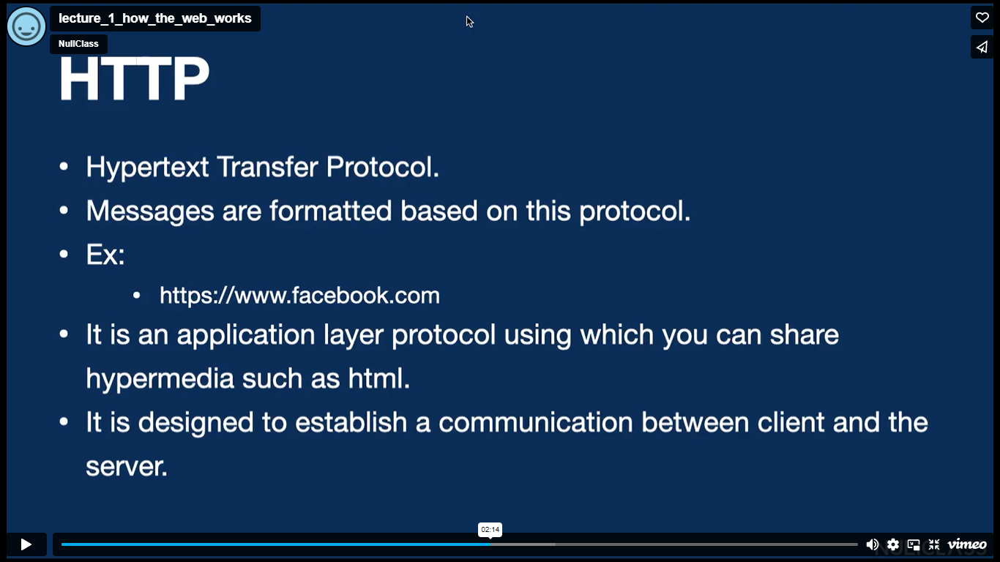 lecture_1_how_the_web_works
NullClass
HTTP
• Hypertext Transfer Protocol.
• Messages are formatted based on this protocol.
• Ex:
• https://www.facebook.com
• It is an application layer protocol using which you can share
hypermedia such as html.
• It is designed to establish a communication between client and the
server.
02:14
vimeo